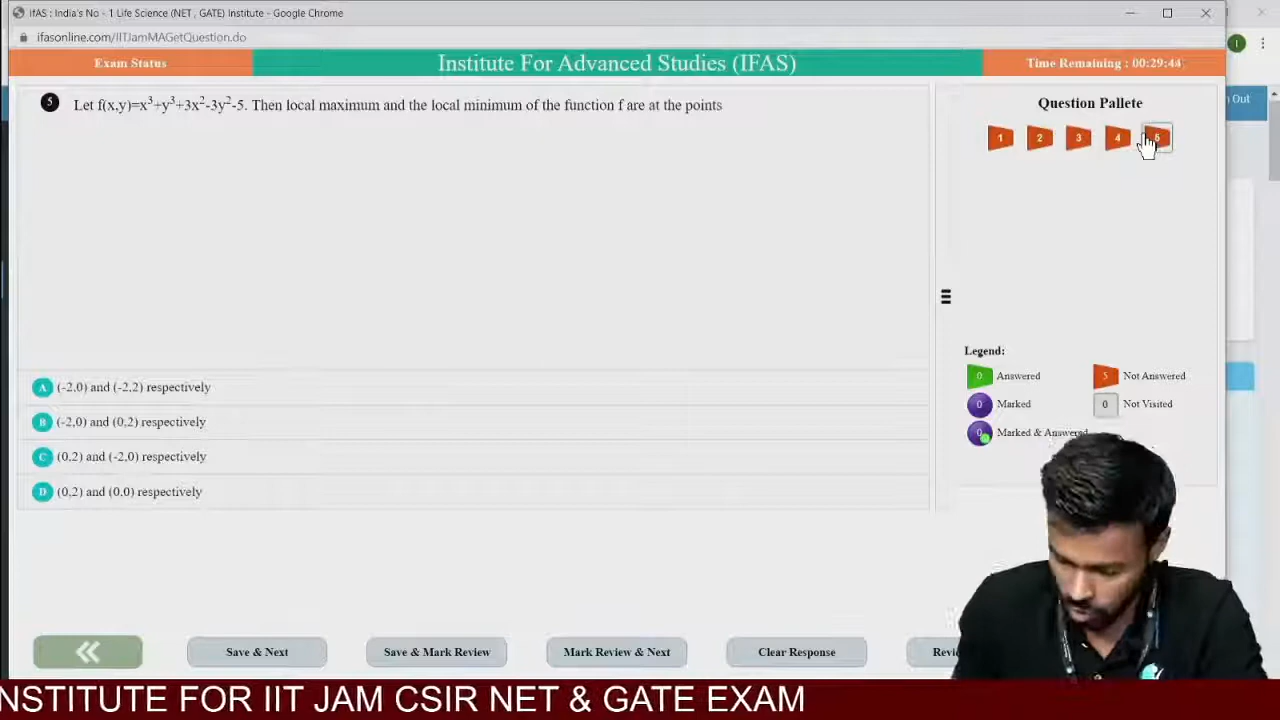 IfAS : India's No - 1 Life Science (NET , GATE) Institute - Google Chrome
ifasonline.com/IITJamMAGetQuestion.do
Exam Status
Institute For Advanced Studies (IFAS)
Time Remaining : 00:29:44
5 Let f(x,y)=x³+y³+3x²-3y²-5. Then local maximum and the local minimum of the function f are at the points
Question Pallete
1 2 3 4 5
A (-2,0) and (-2,2) respectively
B (-2,0) and (0,2) respectively
C (0,2) and (-2,0) respectively
D (0,2) and (0,0) respectively
Legend:
0 Answered
5 Not Answered
0 Marked
0 Not Visited
0 Marked & Answered
Save & Next
Save & Mark Review
Mark Review & Next
Clear Response
Out
NSTITUTE FOR IIT JAM CSIR NET & GATE EXAM